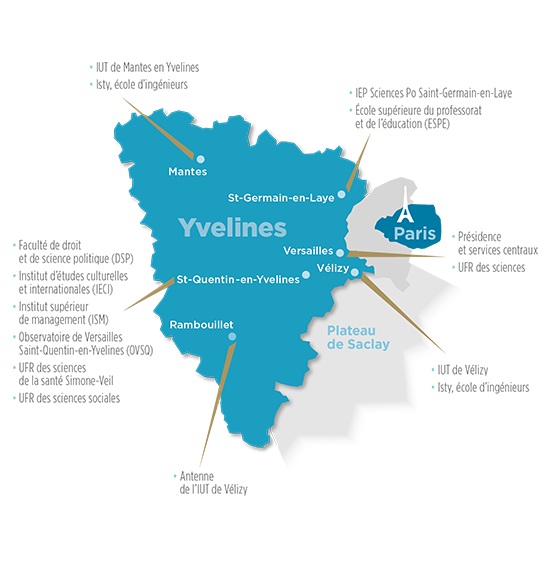 • IUT de Mantes en Yvelines
• Isty, école d'ingénieurs
• IEP Sciences Po Saint-Germain-en-Laye
• École supérieure du professorat
et de l'éducation (ESPE)
Mantes
St-Germain-en-Laye
Yvelines
Paris
• Présidence
et services centraux
• UFR des sciences
Versailles
Vélizy
St-Quentin-en-Yvelines
• Faculté de droit
et de science politique (DSP)
• Institut d'études culturelles
et internationales (IECI)
• Institut supérieur
de management (ISM)
• Observatoire de Versailles
Saint-Quentin-en-Yvelines (OVSQ)
• UFR des sciences
de la santé Simone-Veil
• UFR des sciences sociales
Rambouillet
Plateau
de Saclay
• IUT de Vélizy
• Isty, école d'ingénieurs
• Antenne
de l'IUT de Vélizy